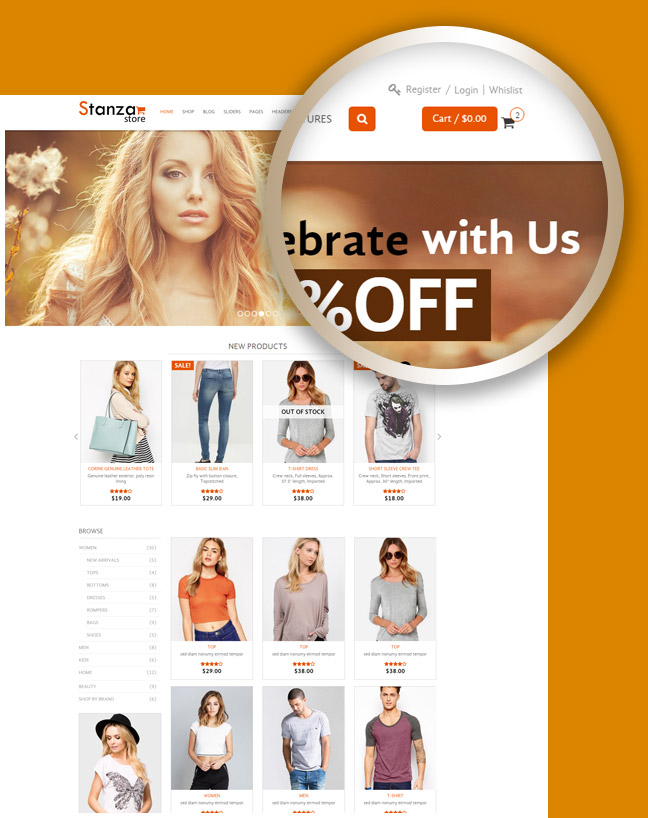 Register / Login | Whislist
Stanza
store
HOME SHOP BLOG SLIDERS PAGES HEADERS
URES
Cart / $0.00
2
ebrate with Us
%OFF
NEW PRODUCTS
SALE!
SALE!
OUT OF STOCK
CORINE GENUINE LEATHER TOTE
Genuine leather exterior, poly resin
lining
$19.00
BASIC SLIM JEAN
Zip fly with button closure,
Topstitched
$29.00
T-SHIRT DRESS
Crew neck, Full sleeves, Approx.
37.5" length, Imported
$38.00
SHORT SLEEVE CREW TEE
Crew neck, Short sleeves, Front print,
Approx. 30" length, Imported
$18.00
BROWSE
WOMEN
NEW ARRIVALS (5)
TOPS (4)
BOTTOMS (8)
DRESSES (5)
ROMPERS (7)
BAGS (9)
SHOES (5)
MEN (8)
KIDS (6)
HOME (12)
BEAUTY (9)
SHOP BY BRAND (6)
TOP
sed diam nonumy eirmod tempor
$29.00
TOP
sed diam nonumy eirmod tempor
$38.00
TOP
sed diam nonumy eirmod tempor
$38.00
WOMEN
sed diam nonumy eirmod tempor
MEN
sed diam nonumy eirmod tempor
T-SHIRT
sed diam nonumy eirmod tempor